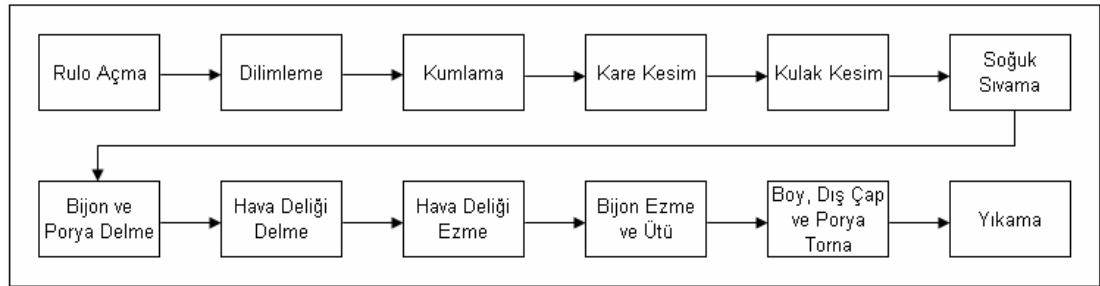 Rulo Açma
Dilimleme
Kumlama
Kare Kesim
Kulak Kesim
Soğuk
Sıvama
Bijon ve
Porya Delme
Hava Deliği
Delme
Hava Deliği
Ezme
Bijon Ezme
ve Ütü
Boy, Dış Çap
ve Porya
Torna
Yıkama